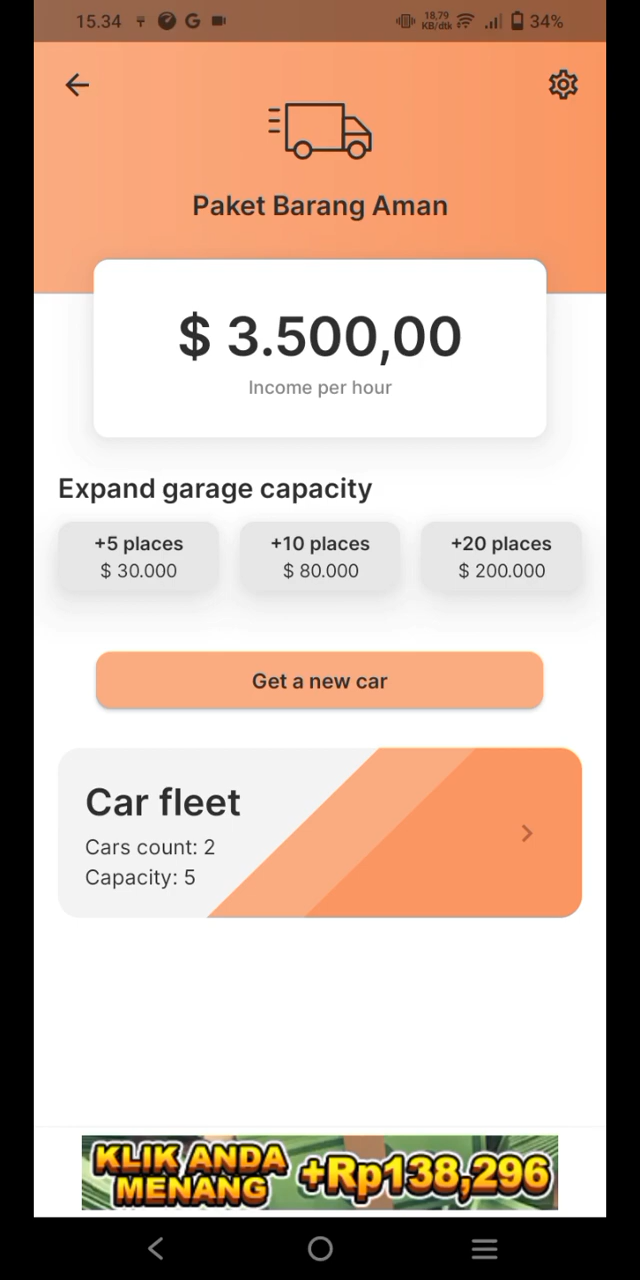 15.34
18,79
KB/dtk
34%
Paket Barang Aman
$ 3.500,00
Income per hour
Expand garage capacity
+5 places
$ 30.000
+10 places
$ 80.000
+20 places
$ 200.000
Get a new car
Car fleet
Cars count: 2
Capacity: 5
KLIK ANDA
MENANG
+Rp138,296